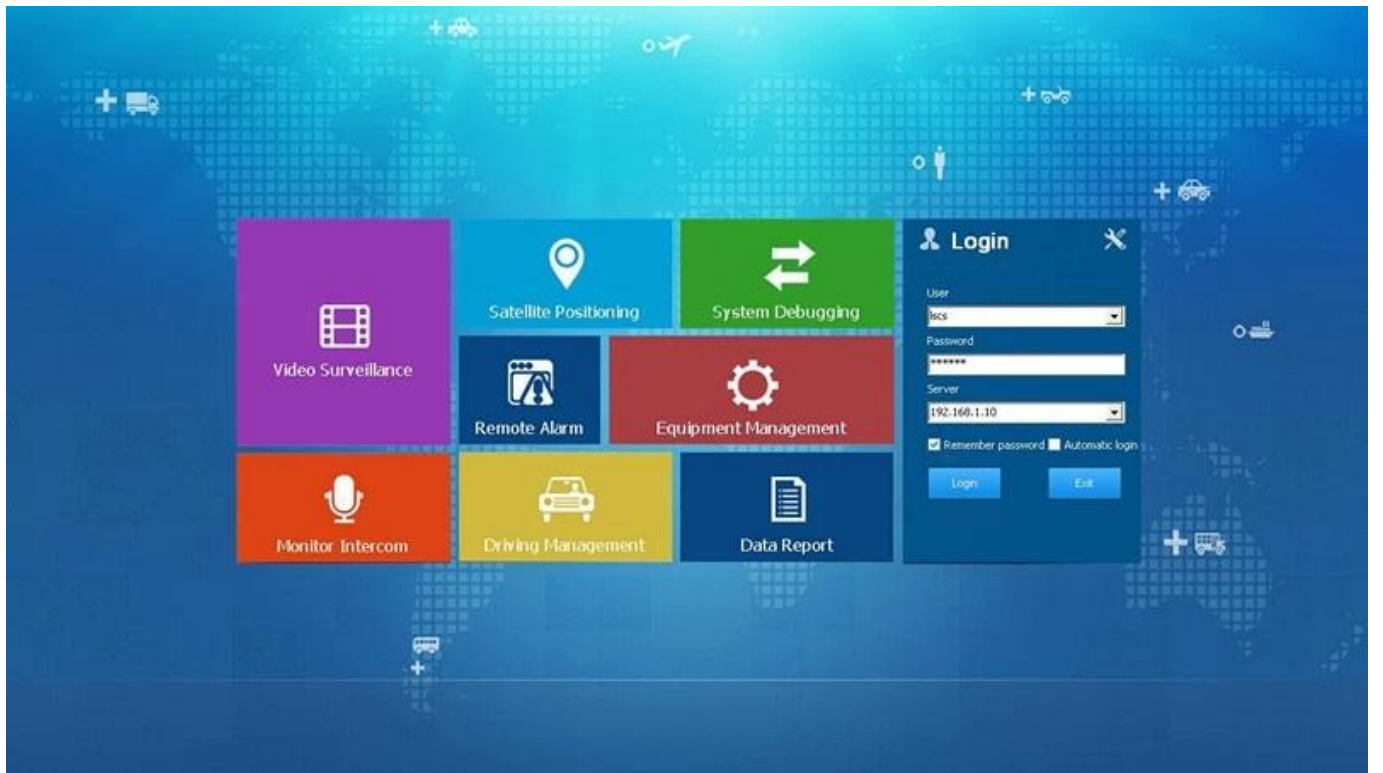 Login
Satellite Positioning
System Debugging
User
lscs
Password
******
Video Surveillance
Server
192.168.1.10
Remote Alarm
Equipment Management
Remember password
Automatic login
Login
Exit
Monitor Intercom
Driving Management
Data Report